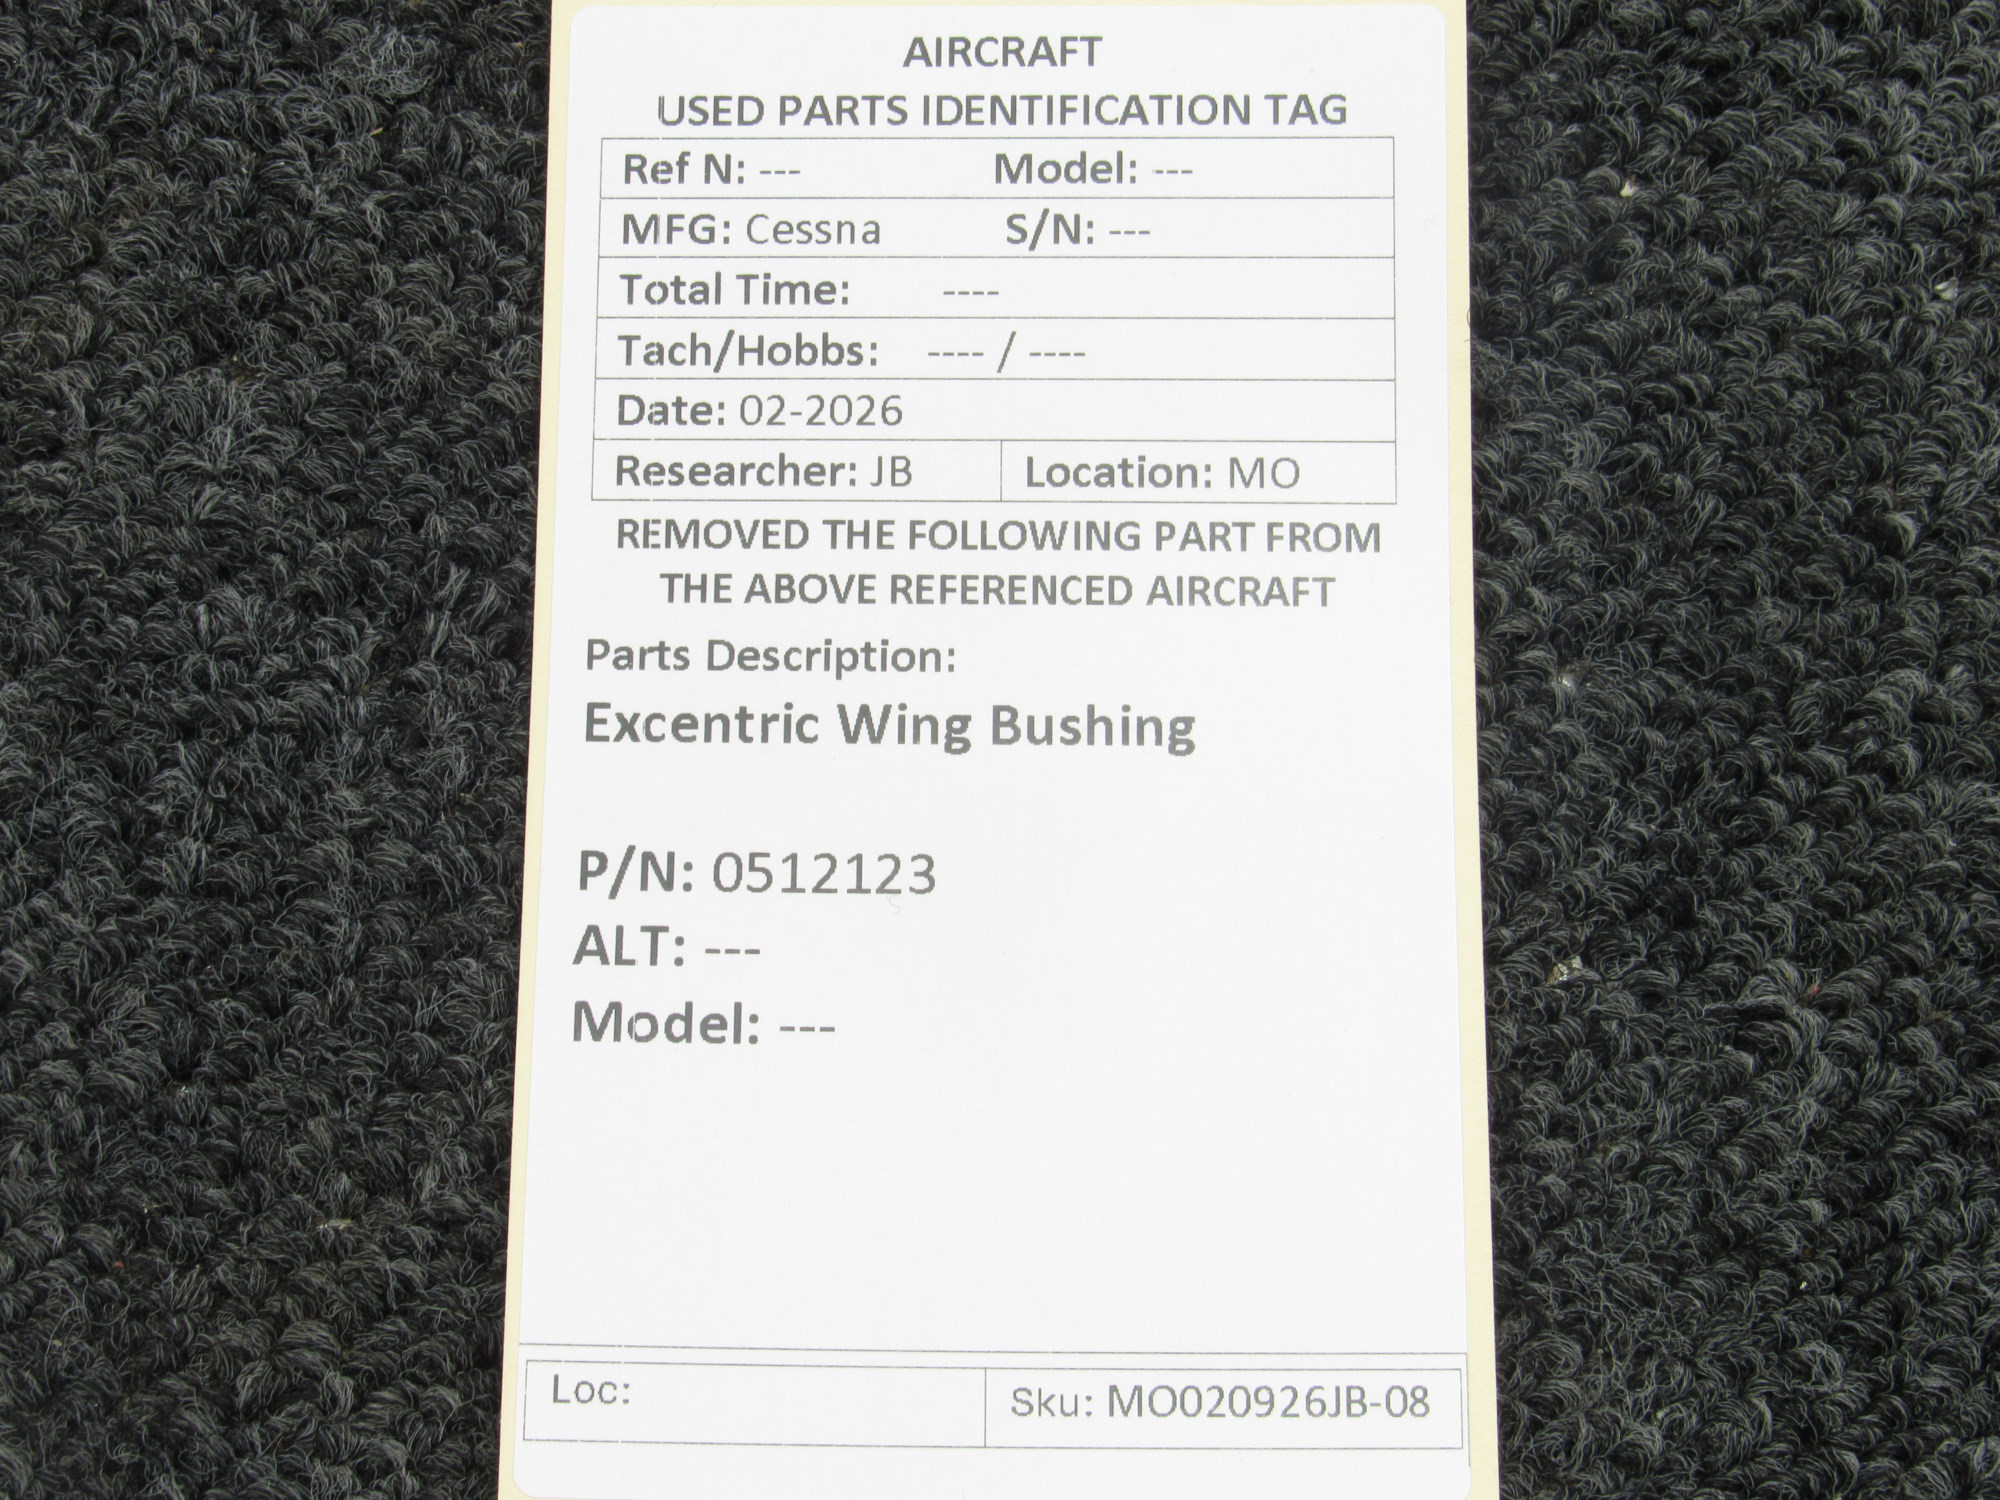 AIRCRAFT
USED PARTS IDENTIFICATION TAG
Ref N: --- Model: ---
MFG: Cessna S/N: ---
Total Time: ----
Tach/Hobbs: ---- / ----
Date: 02-2026
Researcher: JB Location: MO
REMOVED THE FOLLOWING PART FROM
THE ABOVE REFERENCED AIRCRAFT
Parts Description:
Excentric Wing Bushing
P/N: 0512123
ALT: ---
Model: ---
Loc: Sku: MO020926JB-08